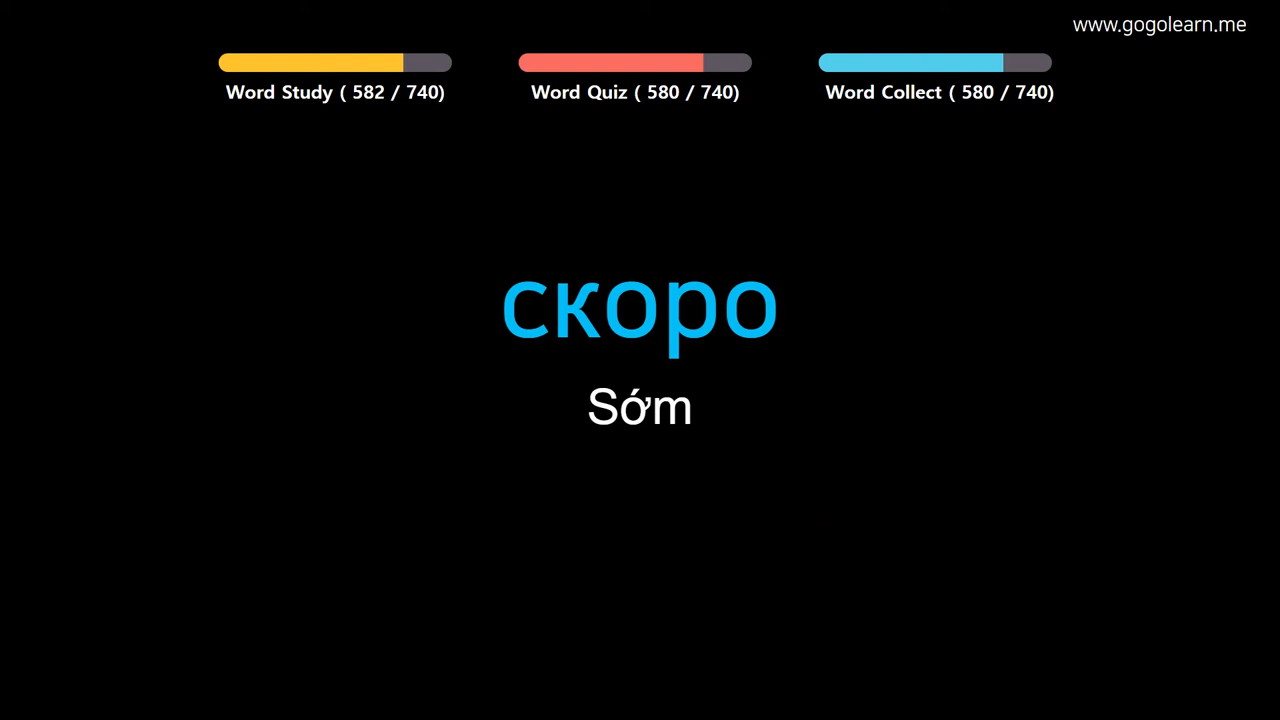 www.gogolearn.me
Word Study ( 582 / 740)
Word Quiz ( 580 / 740)
Word Collect ( 580 / 740)
скоро
Sớm